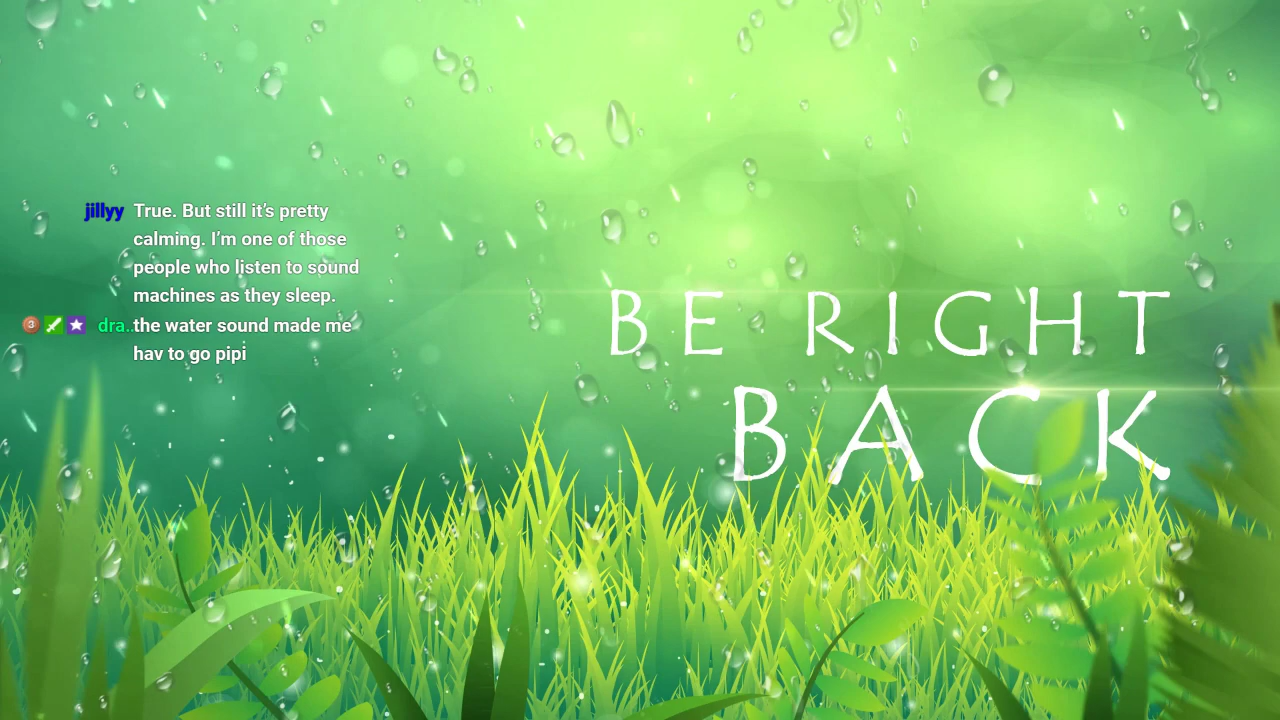 jillyy True. But still it's pretty
calming. I'm one of those
people who listen to sound
machines as they sleep.
3 dra.. the water sound made me
hav to go pipi
BE RIGHT
BACK